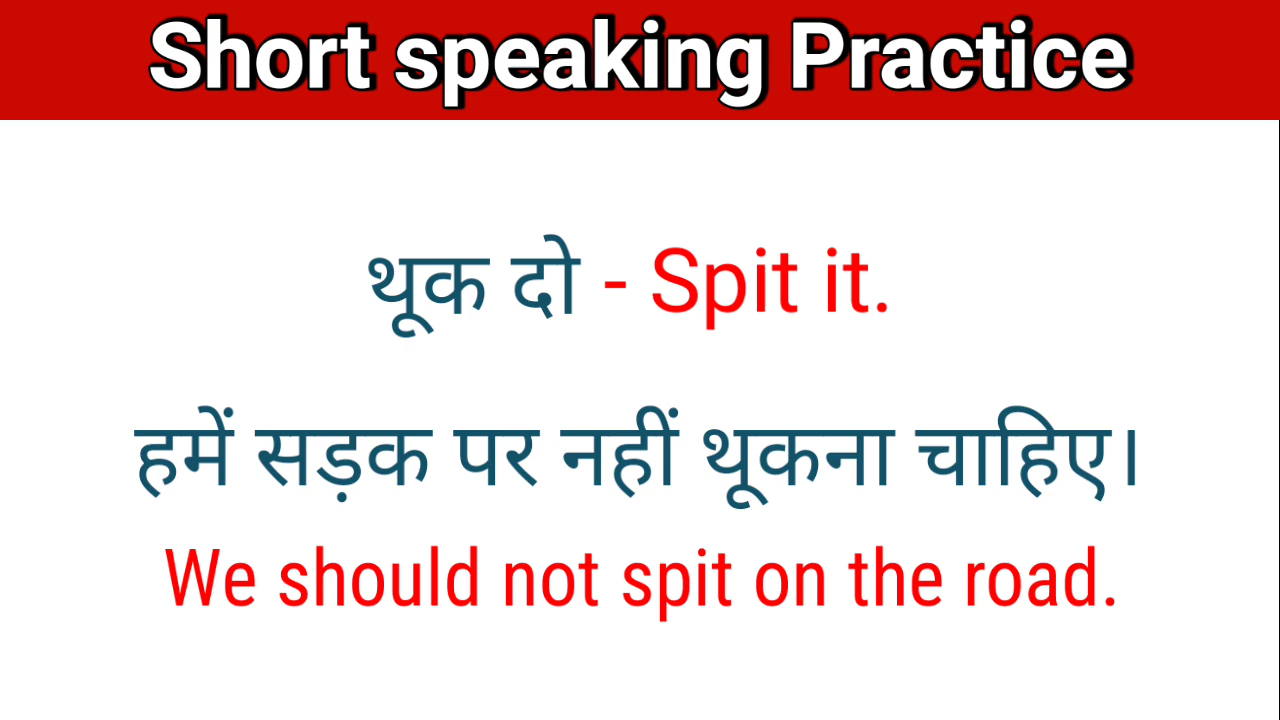 Short speaking Practice
थूक दो - Spit it.
हमें सड़क पर नहीं थूकना चाहिए।
We should not spit on the road.